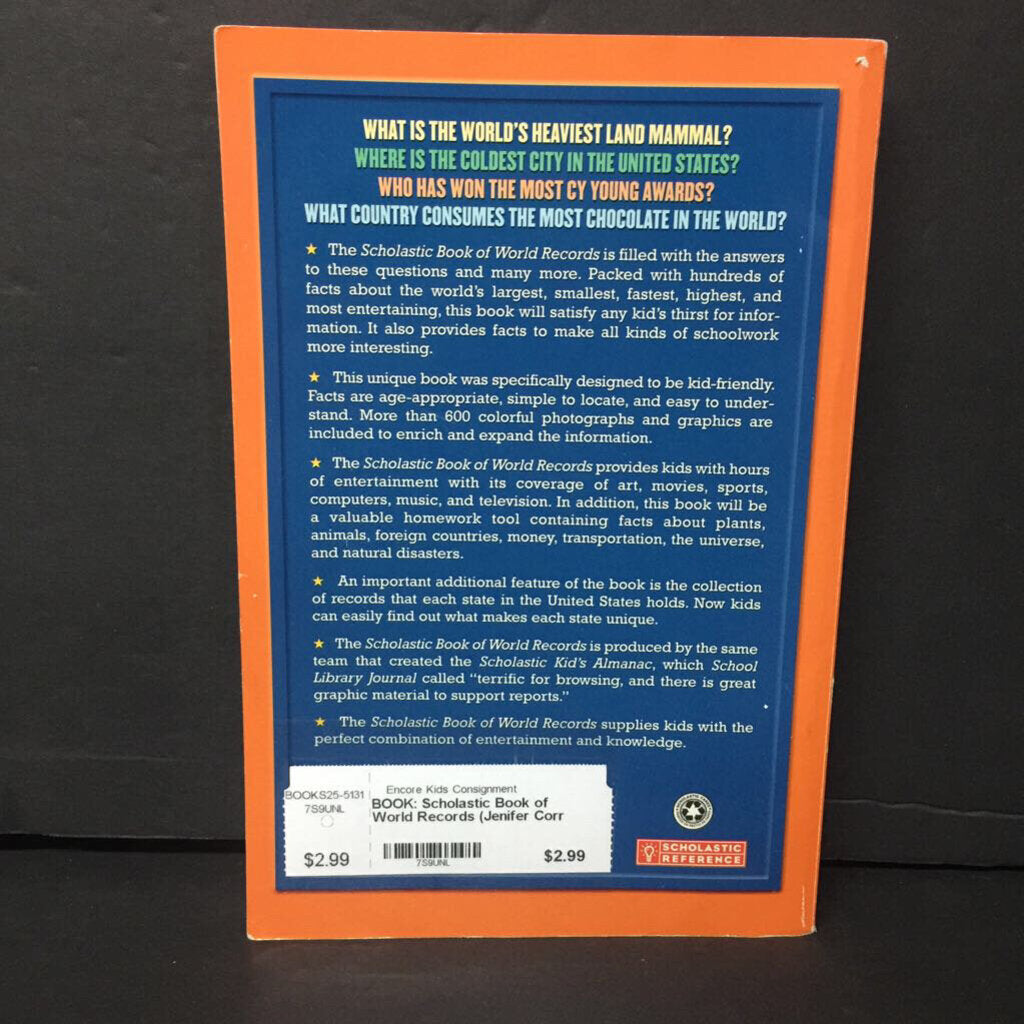 WHAT IS THE WORLD'S HEAVIEST LAND MAMMAL?
WHERE IS THE COLDEST CITY IN THE UNITED STATES?
WHO HAS WON THE MOST CY YOUNG AWARDS?
WHAT COUNTRY CONSUMES THE MOST CHOCOLATE IN THE WORLD?
★ The Scholastic Book of World Records is filled with the answers
to these questions and many more. Packed with hundreds of
facts about the world's largest, smallest, fastest, highest, and
most entertaining, this book will satisfy any kid's thirst for infor-
mation. It also provides facts to make all kinds of schoolwork
more interesting.
★ This unique book was specifically designed to be kid-friendly.
Facts are age-appropriate, simple to locate, and easy to under-
stand. More than 600 colorful photographs and graphics are
included to enrich and expand the information.
★ The Scholastic Book of World Records provides kids with hours
of entertainment with its coverage of art, movies, sports,
computers, music, and television. In addition, this book will be
a valuable homework tool containing facts about plants,
animals, foreign countries, money, transportation, the universe,
and natural disasters.
★ An important additional feature of the book is the collection
of records that each state in the United States holds. Now kids
can easily find out what makes each state unique.
★ The Scholastic Book of World Records is produced by the same
team that created the Scholastic Kid's Almanac, which School
Library Journal called "terrific for browsing, and there is great
graphic material to support reports."
★ The Scholastic Book of World Records supplies kids with the
perfect combination of entertainment and knowledge.
BOOKS25-5131
7S9UNL
$2.99
Encore Kids Consignment
BOOK: Scholastic Book of
World Records (Jenifer Corr
7S9UNL
$2.99
SCHOLASTIC
REFERENCE